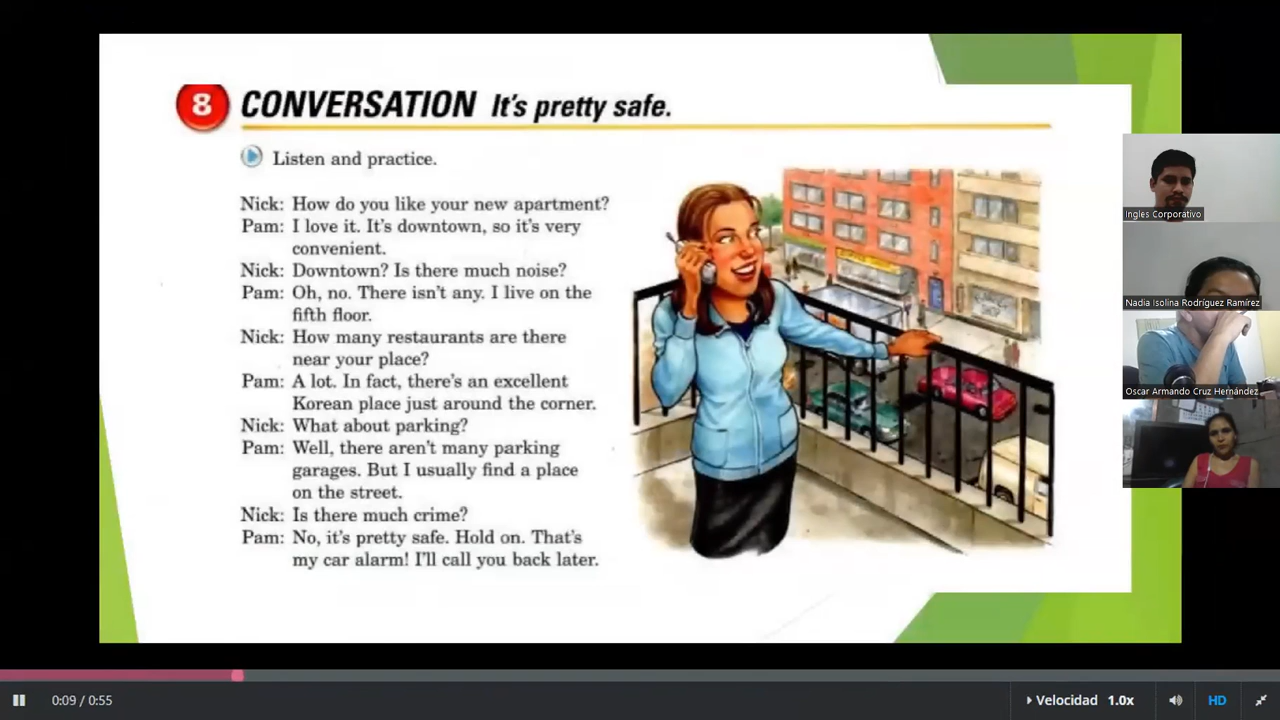 8 CONVERSATION It's pretty safe.
Listen and practice.
Nick: How do you like your new apartment?
Pam: I love it. It's downtown, so it's very
convenient.
Nick: Downtown? Is there much noise?
Pam: Oh, no. There isn't any. I live on the
fifth floor.
Nick: How many restaurants are there
near your place?
Pam: A lot. In fact, there's an excellent
Korean place just around the corner.
Nick: What about parking?
Pam: Well, there aren't many parking
garages. But I usually find a place
on the street.
Nick: Is there much crime?
Pam: No, it's pretty safe. Hold on. That's
my car alarm! I'll call you back later.
Ingles Corporativo
Nadia Isolina Rodríguez Ramírez
Oscar Armando Cruz Hernández
0:09 / 0:55
Velocidad 1.0x
HD